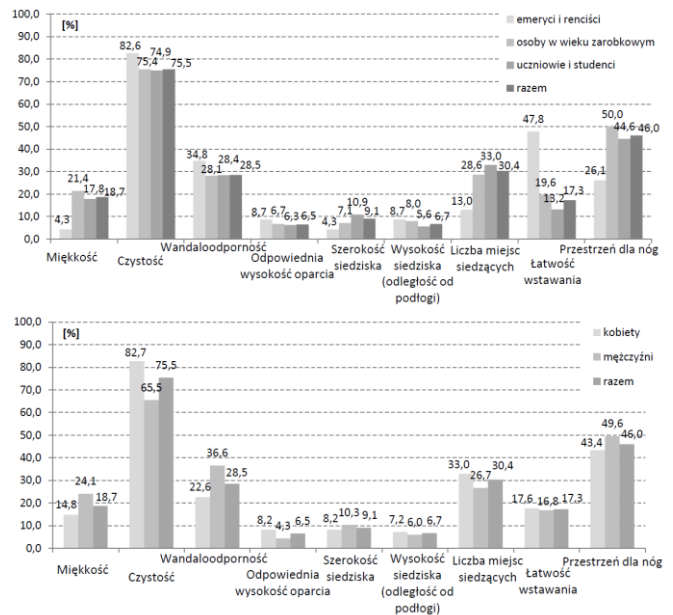 [%]
emeryci i renciści
osoby w wieku zarobkowym
uczniowie i studenci
razem
100,0
90,0
80,0
70,0
60,0
50,0
40,0
30,0
20,0
10,0
0,0
4,3 21,4 17,8 18,7
82,6 75,4 74,9 75,5
34,8 28,1 28,4 28,5
8,7 6,7 6,3 6,5
4,3 7,1 10,9 9,1
8,7 8,0 5,6 6,7
13,0 28,6 33,0 30,4
47,8 19,6 13,2 17,3
26,1 50,0 44,6 46,0
Miękkość
Czystość
Wandaloodporność
Odpowiednia
wysokość oparcia
Szerokość
siedziska
Wysokość
siedziska
(odległość od
podłogi)
Liczba miejsc
siedzących
Łatwość
wstawania
Przestrzeń dla nóg
[%]
kobiety
mężczyźni
razem
100,0
90,0
80,0
70,0
60,0
50,0
40,0
30,0
20,0
10,0
0,0
14,8 24,1 18,7
82,7 65,5 75,5
22,6 36,6 28,5
8,2 4,3 6,5
8,2 10,3 9,1
7,2 6,0 6,7
33,0 26,7 30,4
17,6 16,8 17,3
43,4 49,6 46,0
Miękkość
Czystość
Wandaloodporność
Odpowiednia
wysokość oparcia
Szerokość
siedziska
Wysokość
siedziska
(odległość od
podłogi)
Liczba miejsc
siedzących
Łatwość
wstawania
Przestrzeń dla nóg